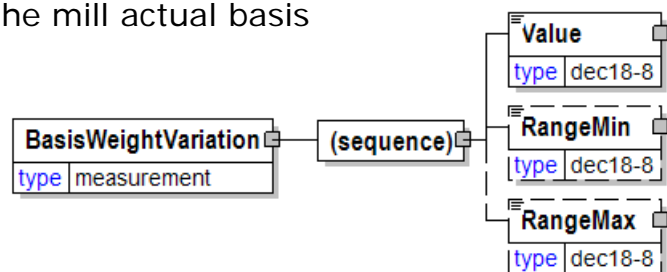 he mill actual basis
Value
type dec18-8
BasisWeightVariation
type measurement
(sequence)
RangeMin
type dec18-8
RangeMax
type dec18-8